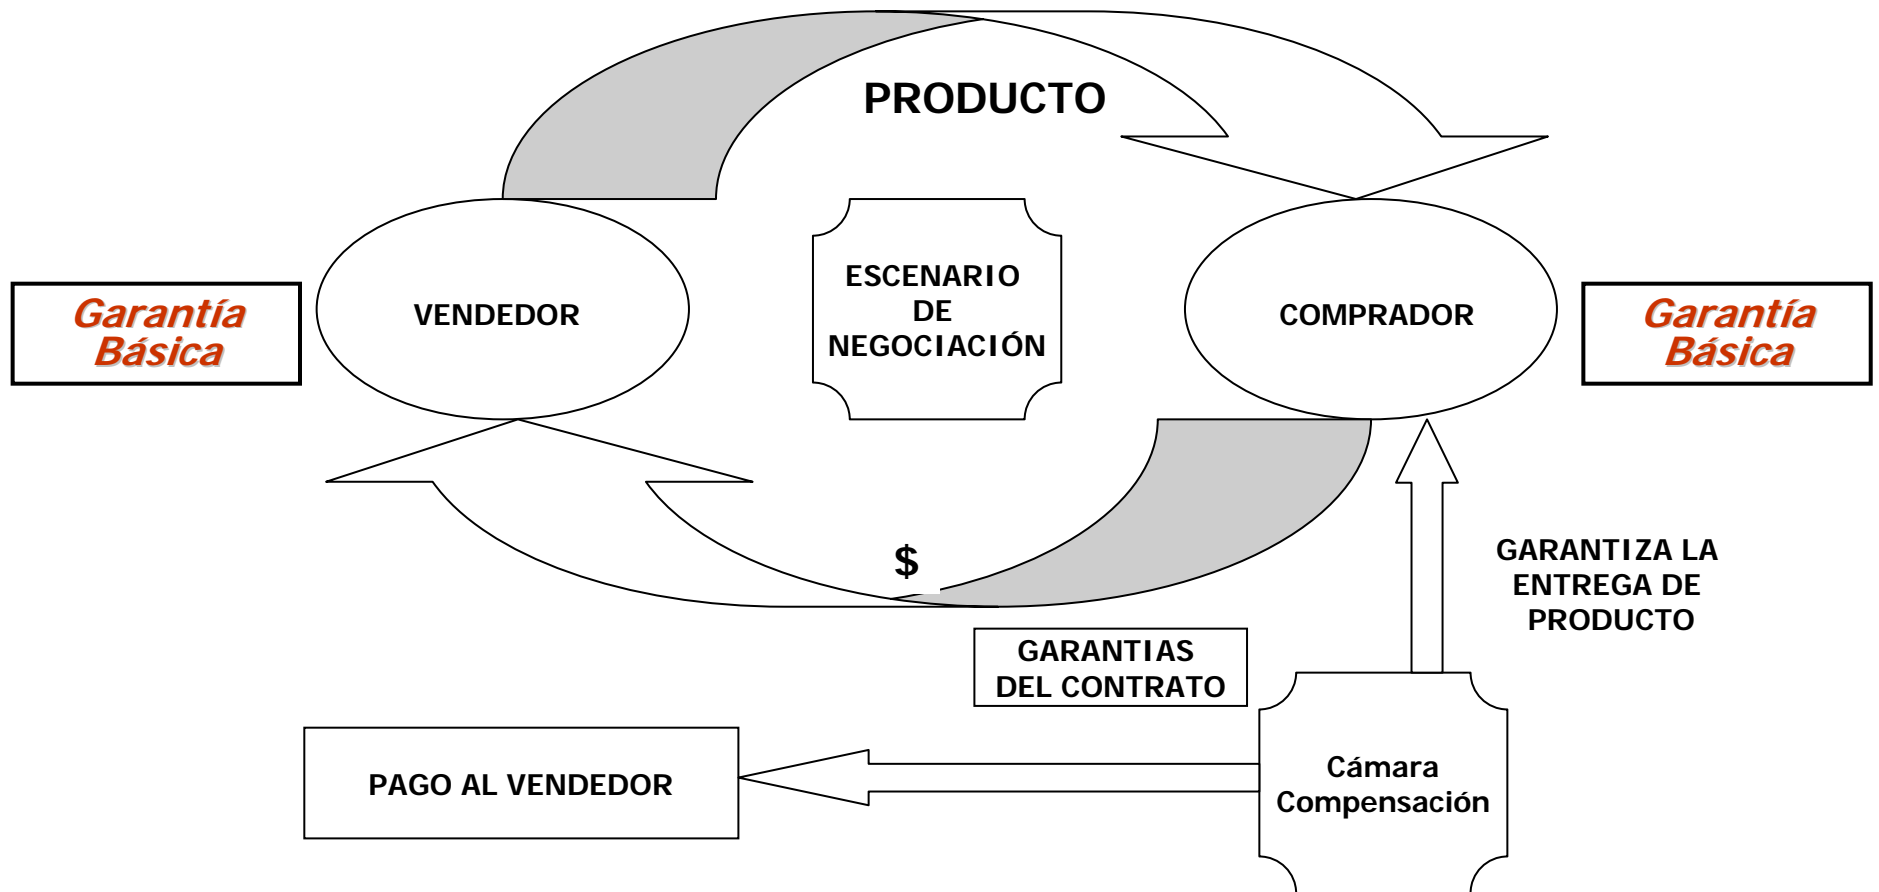 PRODUCTO
Garantía
Básica
VENDEDOR
ESCENARIO
DE
NEGOCIACIÓN
COMPRADOR
Garantía
Básica
$
GARANTIZA LA
ENTREGA DE
PRODUCTO
GARANTIAS
DEL CONTRATO
PAGO AL VENDEDOR
Cámara
Compensación